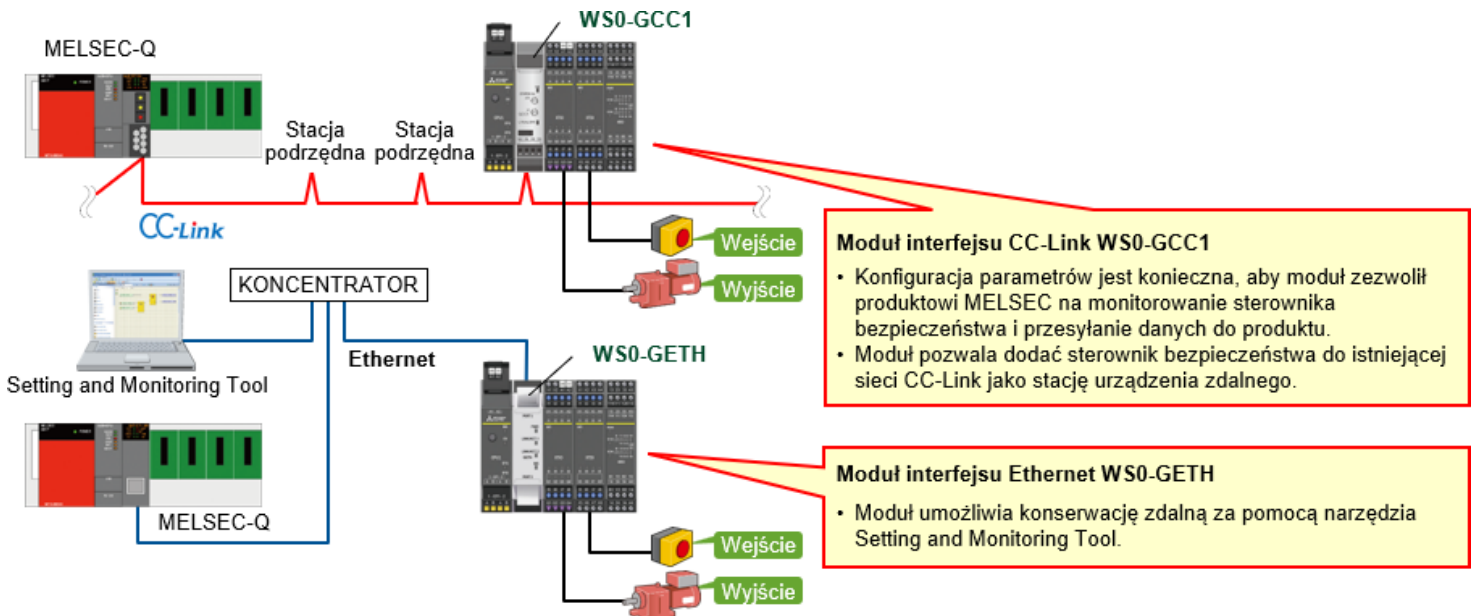 WS0-GCC1
MELSEC-Q
Stacja
podrzędna
Stacja
podrzędna
CC-Link
Wejście
Wyjście
Moduł interfejsu CC-Link WS0-GCC1
• Konfiguracja parametrów jest konieczna, aby moduł zezwolił
produktowi MELSEC na monitorowanie sterownika
bezpieczeństwa i przesyłanie danych do produktu.
• Moduł pozwala dodać sterownik bezpieczeństwa do istniejącej
sieci CC-Link jako stację urządzenia zdalnego.
KONCENTRATOR
Ethernet
Setting and Monitoring Tool
WS0-GETH
MELSEC-Q
Wejście
Wyjście
Moduł interfejsu Ethernet WS0-GETH
• Moduł umożliwia konserwację zdalną za pomocą narzędzia
Setting and Monitoring Tool.